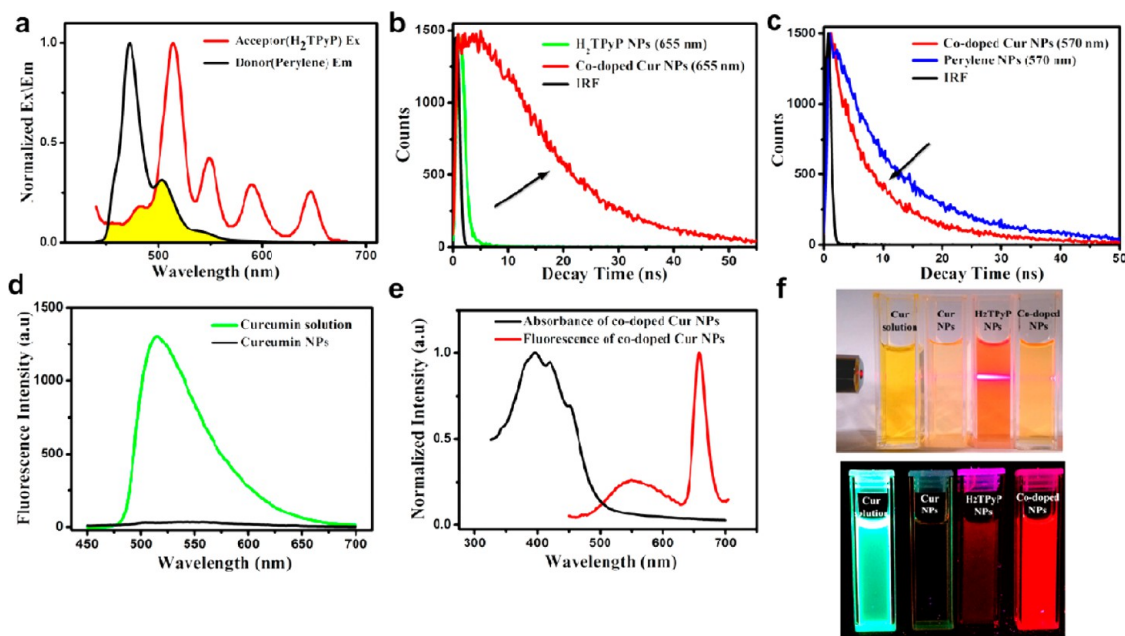 a
Normalized Ex\Em
1.0
0.5
0.0
Acceptor(H₂TPyP) Ex
Donor(Perylene) Em
500
600
700
Wavelength (nm)
b
Counts
1500
1000
500
0
H₂TPyP NPs (655 nm)
Co-doped Cur NPs (655 nm)
IRF
0
10
20
30
40
50
Decay Time (ns)
c
Counts
1500
1000
500
0
Co-doped Cur NPs (570 nm)
Perylene NPs (570 nm)
IRF
0
10
20
30
40
50
Decay Time (ns)
d
Fluorescence Intensity (a.u)
1500
1250
1000
750
500
250
0
Curcumin solution
Curcumin NPs
450
500
550
600
650
700
Wavelength (nm)
e
Normalized Intensity (a.u)
1.5
1.0
0.5
0.0
Absorbance of co-doped Cur NPs
Fluorescence of co-doped Cur NPs
300
400
500
600
700
Wavelength (nm)
f
Cur
solution
Cur
NPs
H₂TPyP
NPs
Co-doped
NPs
Cur
solution
Cur
NPs
H₂TPyP
NPs
Co-doped
NPs